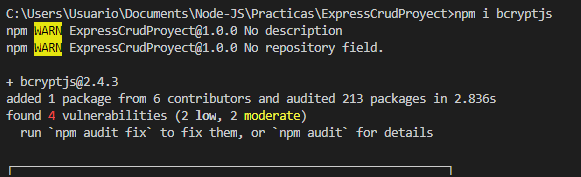 C:\Users\Usuario\Documents\Node-JS\Practicas\ExpressCrudProyect>npm i bcryptjs
npm WARN ExpressCrudProyect@1.0.0 No description
npm WARN ExpressCrudProyect@1.0.0 No repository field.
+ bcryptjs@2.4.3
added 1 package from 6 contributors and audited 213 packages in 2.836s
found 4 vulnerabilities (2 low, 2 moderate)
run `npm audit fix` to fix them, or `npm audit` for details